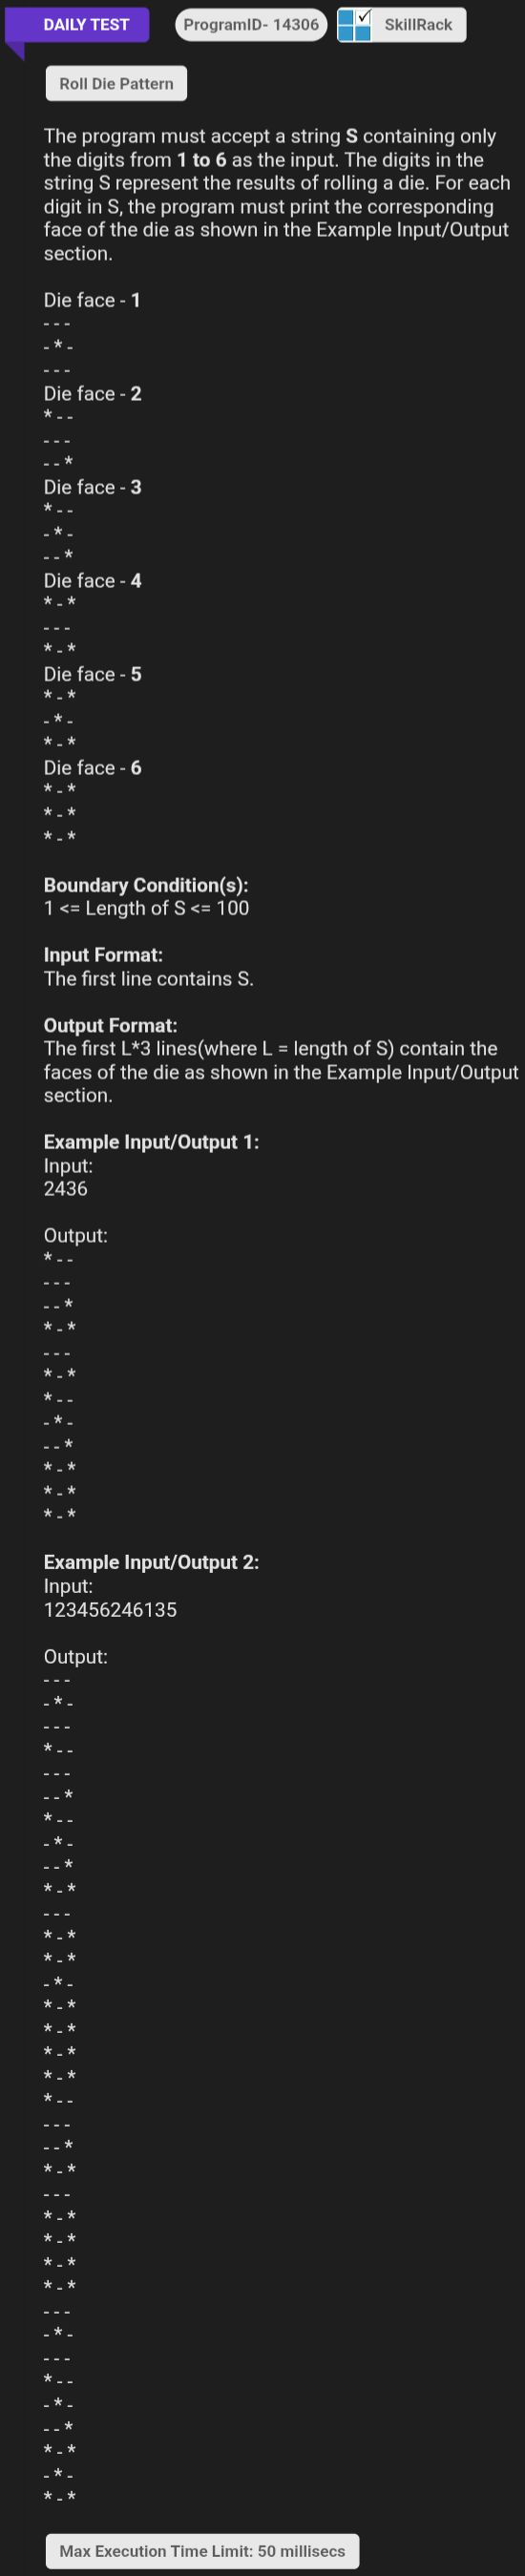 DAILY TEST ProgramID- 14306 SkillRack
Roll Die Pattern
The program must accept a string S containing only
the digits from 1 to 6 as the input. The digits in the
string S represent the results of rolling a die. For each
digit in S, the program must print the corresponding
face of the die as shown in the Example Input/Output
section.
Die face - 1
- - -
- * -
- - -
Die face - 2
* - -
- - -
- - *
Die face - 3
* - -
- * -
- - *
Die face - 4
* - *
- - -
* - *
Die face - 5
* - *
- * -
* - *
Die face - 6
* - *
* - *
* - *
Boundary Condition(s):
1 <= Length of S <= 100
Input Format:
The first line contains S.
Output Format:
The first L*3 lines(where L = length of S) contain the
faces of the die as shown in the Example Input/Output
section.
Example Input/Output 1:
Input:
2436
Output:
* - -
- - -
- - *
* - *
- - -
* - *
* - -
- * -
- - *
* - *
* - *
* - *
Example Input/Output 2:
Input:
123456246135
Output:
- - -
- * -
- - -
* - -
- - -
- - *
* - -
- * -
- - *
* - *
- - -
* - *
* - *
- * -
* - *
* - *
* - *
* - *
* - -
- - -
- - *
* - *
- - -
* - *
* - *
* - *
* - *
- - -
- * -
- - -
* - -
- * -
- - *
* - *
- * -
* - *
Max Execution Time Limit: 50 millisecs